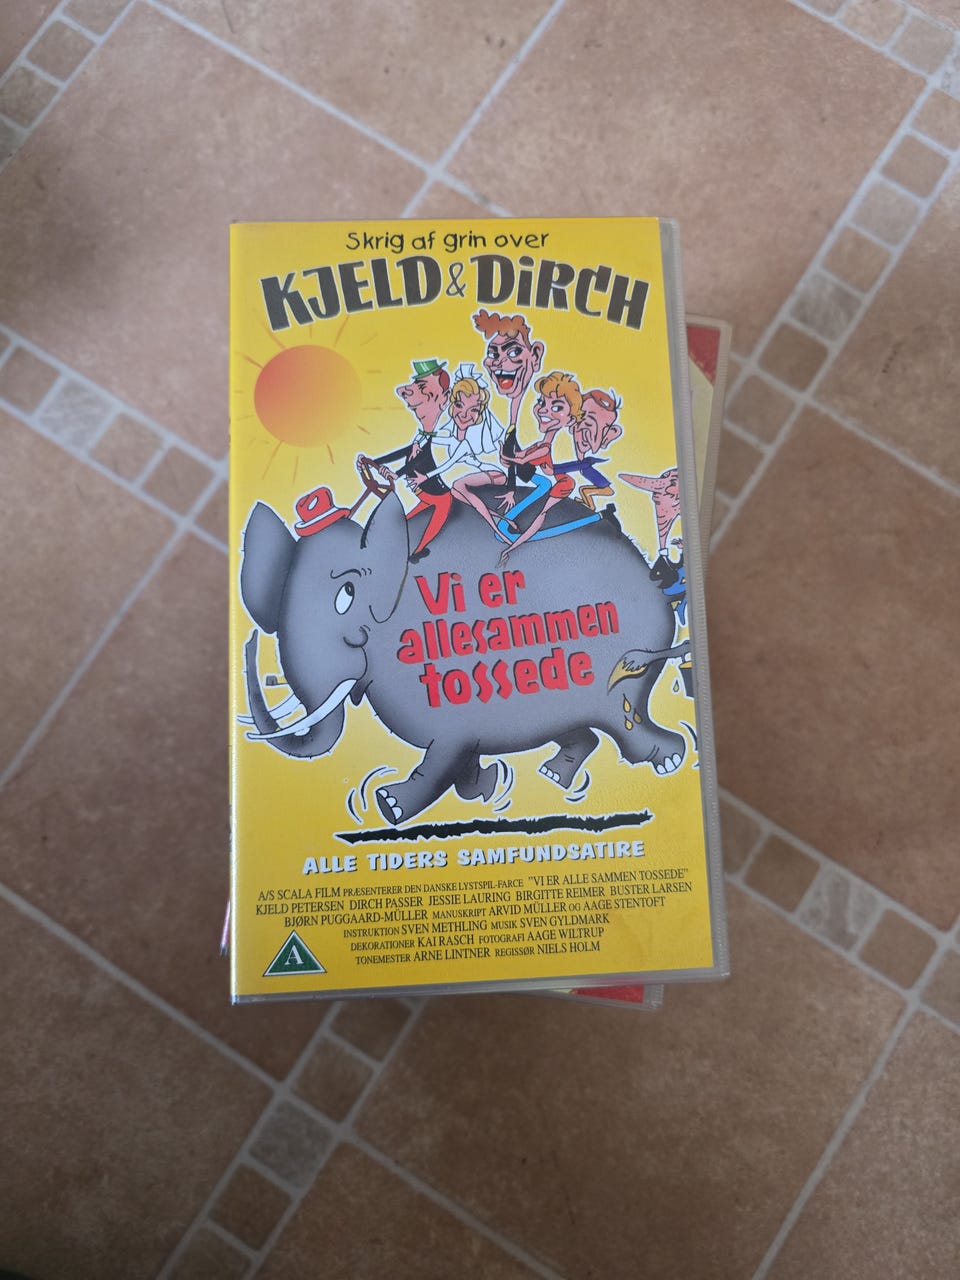 Skrig af grin over
KJELD & DIRCH
Vi er
allesammen
tossede
ALLE TIDERS SAMFUNDSATIRE
A/S SCALA FILM PRÆSENTERER DEN DANSKE LYSTSPIL-FARCE "VI ER ALLE SAMMEN TOSSEDE"
KJELD PETERSEN DIRCH PASSER JESSIE LAURING BIRGITTE REIMER BUSTER LARSEN
BJØRN PUGGAARD-MÜLLER MANUSKRIPT ARVID MÜLLER OG AAGE STENTOFT
INSTRUKTION SVEN METHLING MUSIK SVEN GYLDMARK
DEKORATIONER KAI RASCH FOTOGRAFI AAGE WILTRUP
TONEMESTER ARNE LINTNER REGISSØR NIELS HOLM
A